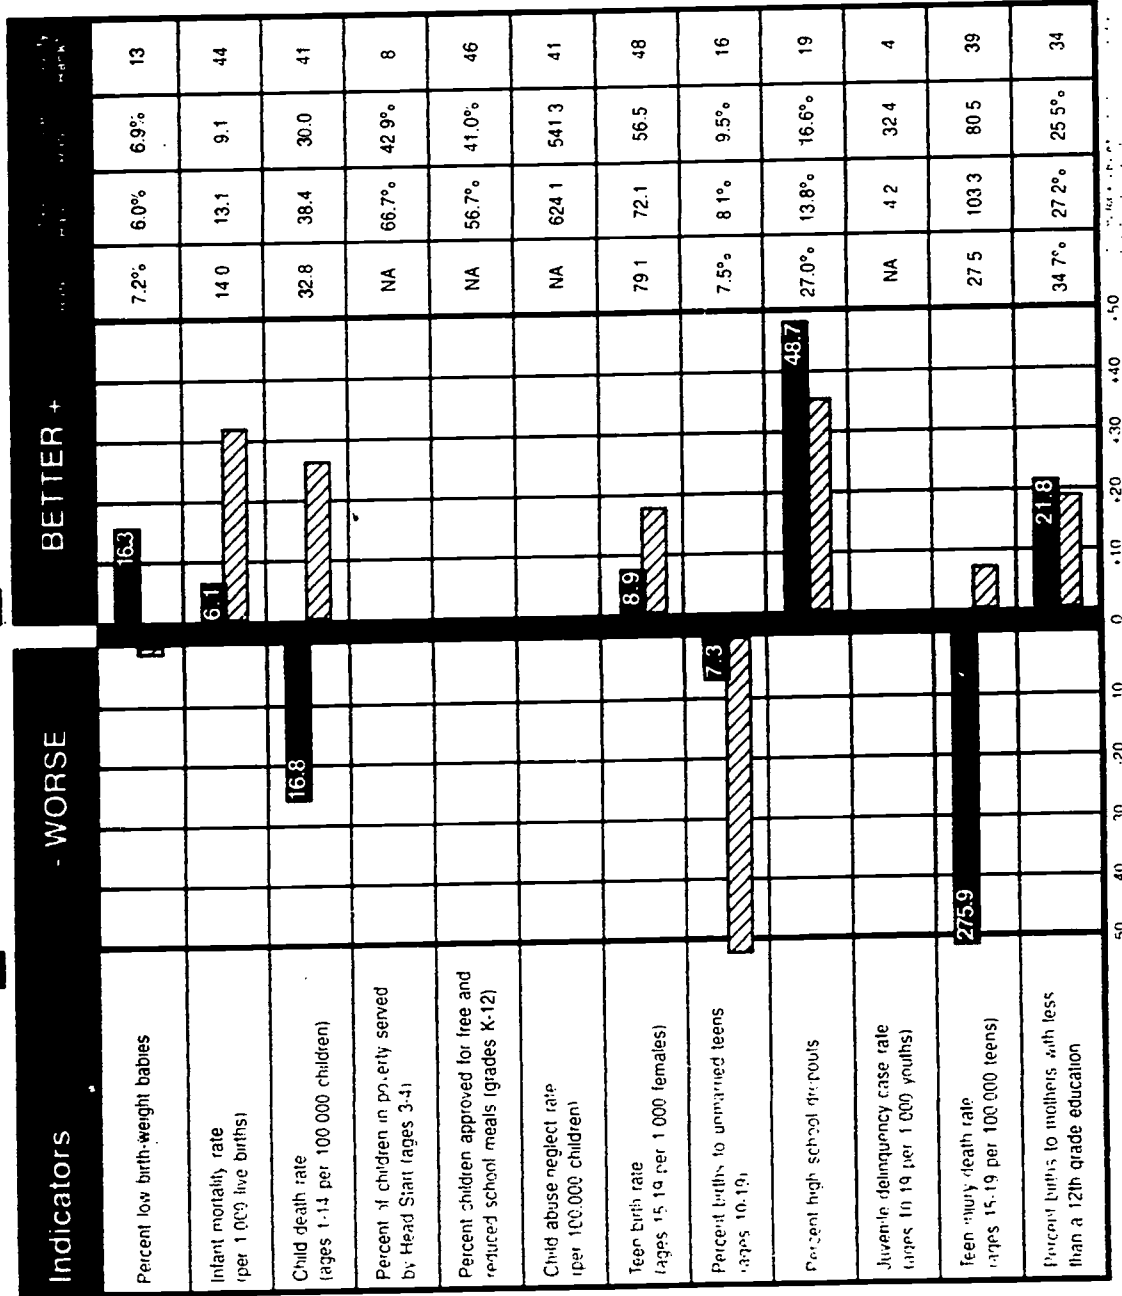 Indicators
- WORSE
BETTER +
Percent low birth-weight babies
16.3
7.2%
6.0%
6.9%
13
Infant mortality rate
(per 1 000 live births)
6.1
14 0
13.1
9.1
44
Child death rate
(ages 1-14 per 100 000 children)
16.8
32.8
38.4
30.0
41
Percent of children in poverty served
by Head Start (ages 3-4)
NA
66.7%
42 9%
8
Percent children approved for free and
reduced school meals (grades K-12)
NA
56.7%
41.0%
46
Child abuse neglect rate
(per 100.000 children)
NA
624 1
541 3
41
Teen birth rate
(ages 15 19 per 1 000 females)
8.9
79 1
72.1
56.5
48
Percent births to unmarried teens
ages 10-19)
7.3
7.5%
8 1%
9.5%
16
Percent high school dropouts
48.7
27.0%
13.8%
16.6%
19
Juvenile delinquency case rate
(ages 10 19 per 1 000 youths)
NA
4 2
32 4
4
Teen injury death rate
(ages 15-19 per 100 000 teens)
275.9
27 5
103 3
80 5
39
Percent births to mothers with less
than a 12th grade education
21.8
34 7%
27 2%
25 5%
34
50
40
30
20
10
0
+10
+20
+30
+40
+50